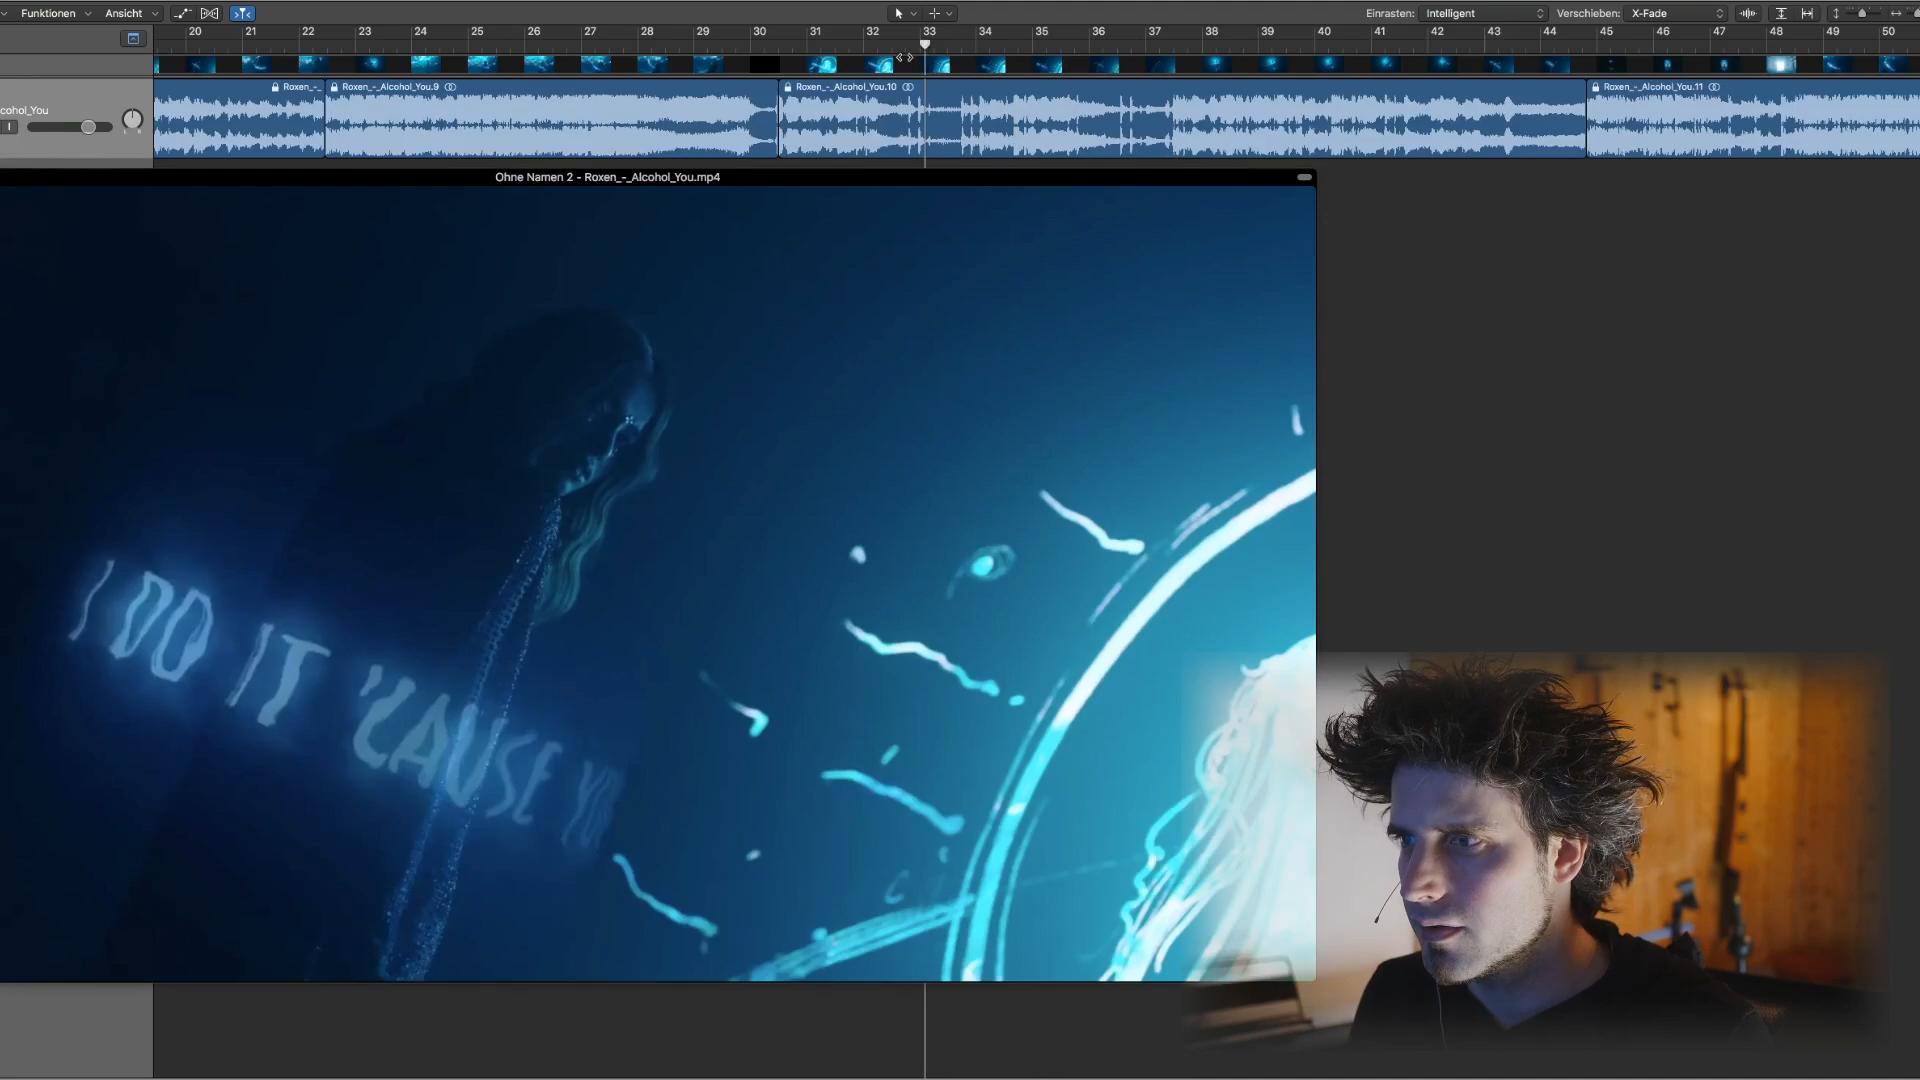 Funktionen Ansicht Einrasten: Intelligent Verschieben: X-Fade
20 21 22 23 24 25 26 27 28 29 30 31 32 33 34 35 36 37 38 39 40 41 42 43 44 45 46 47 48 49 50
Roxen_-_ Roxen_-_Alcohol_You.9 Roxen_-_Alcohol_You.10 Roxen_-_Alcohol_You.11
cohol_You
I
Ohne Namen 2 - Roxen_-_Alcohol_You.mp4
I DO IT 'CAUSE YO